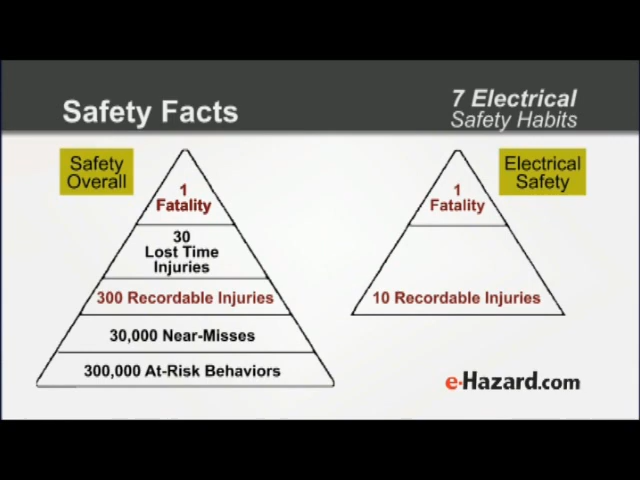 Safety Facts
7 Electrical
Safety Habits
Safety
Overall
1
Fatality
30
Lost Time
Injuries
300 Recordable Injuries
30,000 Near-Misses
300,000 At-Risk Behaviors
Electrical
Safety
1
Fatality
10 Recordable Injuries
e-Hazard.com